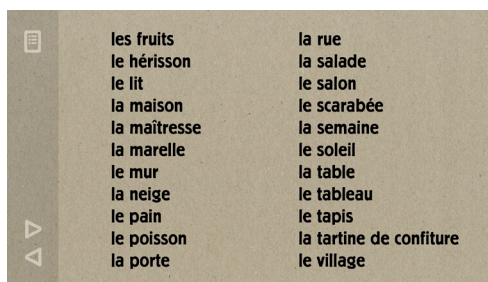 les fruits
le hérisson
le lit
la maison
la maîtresse
la marelle
le mur
la neige
le pain
le poisson
la porte
la rue
la salade
le salon
le scarabée
la semaine
le soleil
la table
le tableau
le tapis
la tartine de confiture
le village